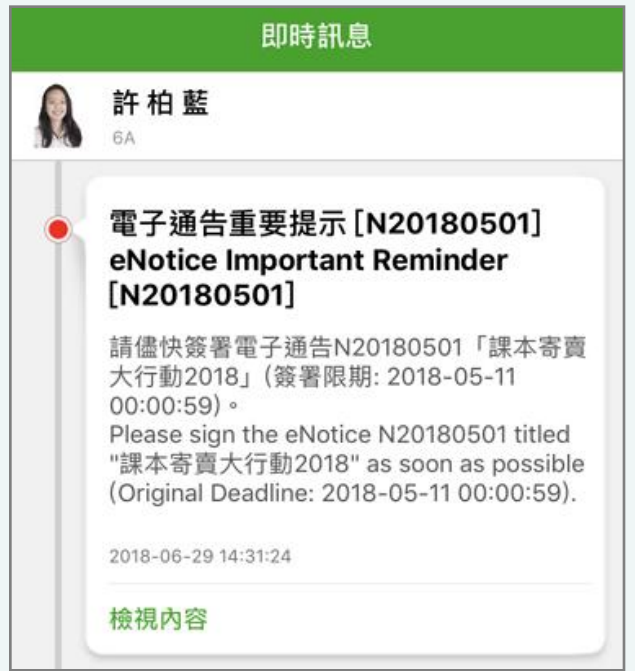 即時訊息
許柏藍
6A
電子通告重要提示 [N20180501]
eNotice Important Reminder
[N20180501]
請儘快簽署電子通告N20180501「課本寄賣
大行動2018」(簽署限期: 2018-05-11
00:00:59)。
Please sign the eNotice N20180501 titled
"課本寄賣大行動2018" as soon as possible
(Original Deadline: 2018-05-11 00:00:59).
2018-06-29 14:31:24
檢視內容